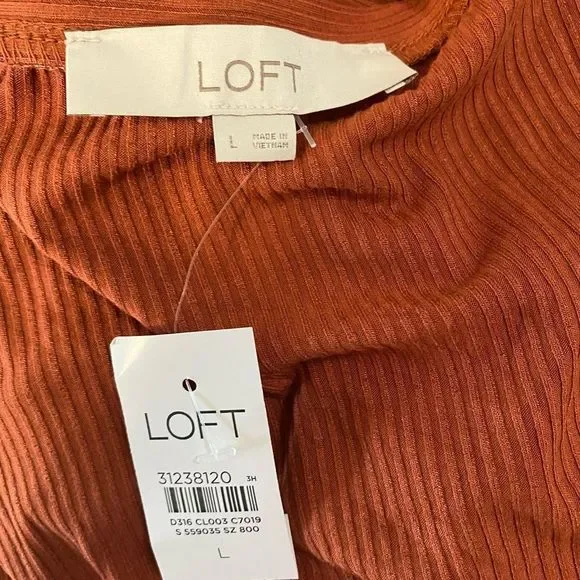 LOFT
L MADE IN
VIETNAM
LOFT
31238120 3H
D316 CL003 C7019
S 559035 SZ 800
L